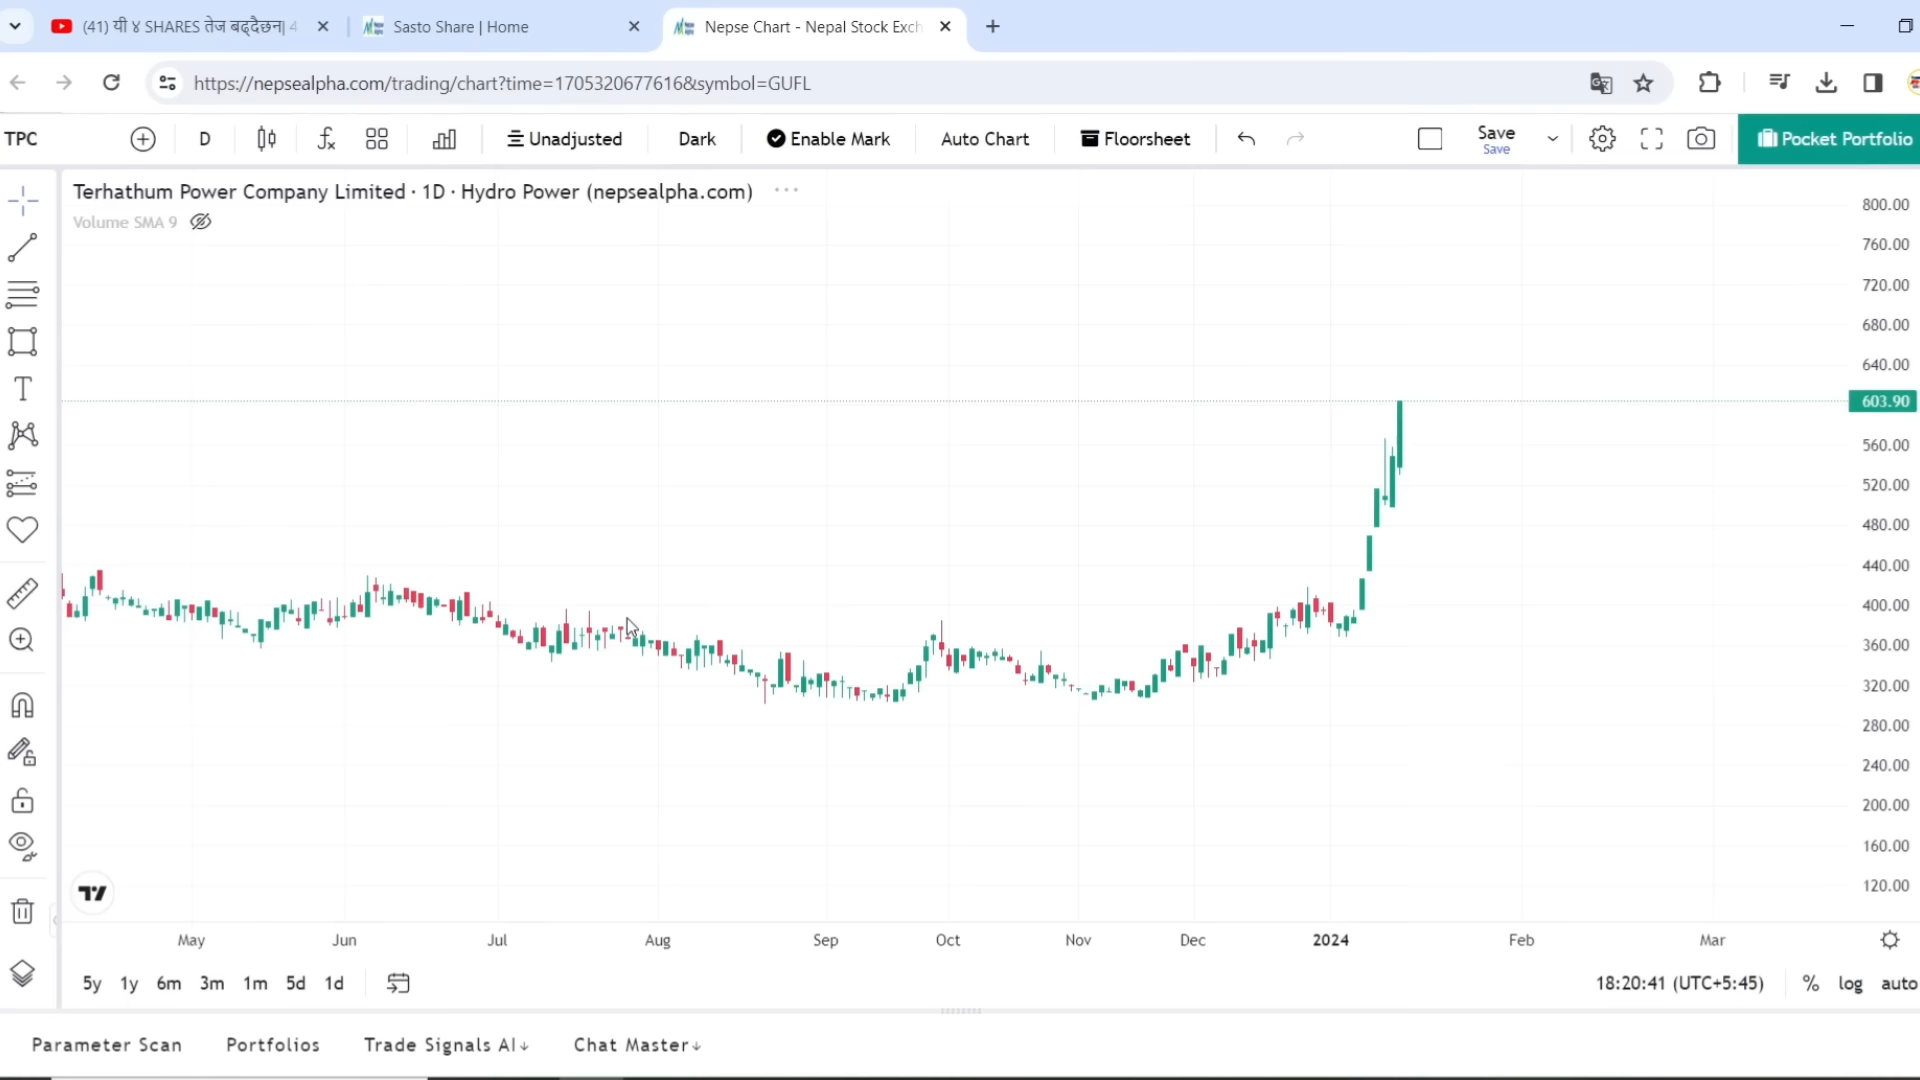 (41) यी ४ SHARES तेज बढ्दैछन| 4
Sasto Share | Home
Nepse Chart - Nepal Stock Exch
https://nepsealpha.com/trading/chart?time=1705320677616&symbol=GUFL
TPC
D
Unadjusted
Dark
Enable Mark
Auto Chart
Floorsheet
Save
Save
Pocket Portfolio
Terhathum Power Company Limited · 1D · Hydro Power (nepsealpha.com)
Volume SMA 9
800.00
760.00
720.00
680.00
640.00
603.90
560.00
520.00
480.00
440.00
400.00
360.00
320.00
280.00
240.00
200.00
160.00
120.00
May Jun Jul Aug Sep Oct Nov Dec 2024 Feb Mar
5y 1y 6m 3m 1m 5d 1d
18:20:41 (UTC+5:45) % log auto
Parameter Scan Portfolios Trade Signals AI↓ Chat Master↓